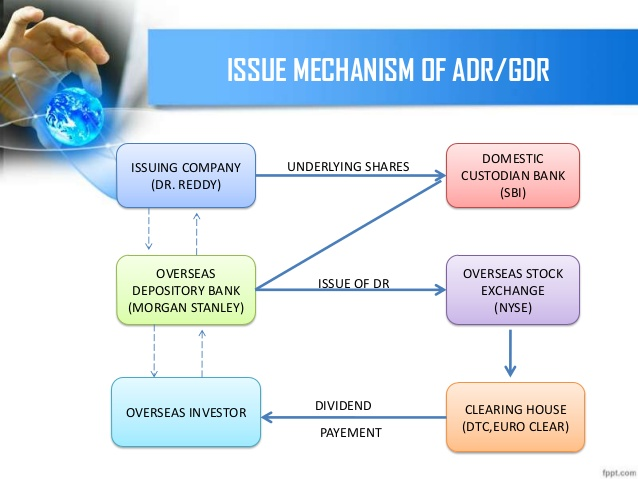 ISSUE MECHANISM OF ADR/GDR
ISSUING COMPANY
(DR. REDDY)
UNDERLYING SHARES
DOMESTIC
CUSTODIAN BANK
(SBI)
OVERSEAS
DEPOSITORY BANK
(MORGAN STANLEY)
ISSUE OF DR
OVERSEAS STOCK
EXCHANGE
(NYSE)
OVERSEAS INVESTOR
DIVIDEND
PAYEMENT
CLEARING HOUSE
(DTC,EURO CLEAR)
fppt.com